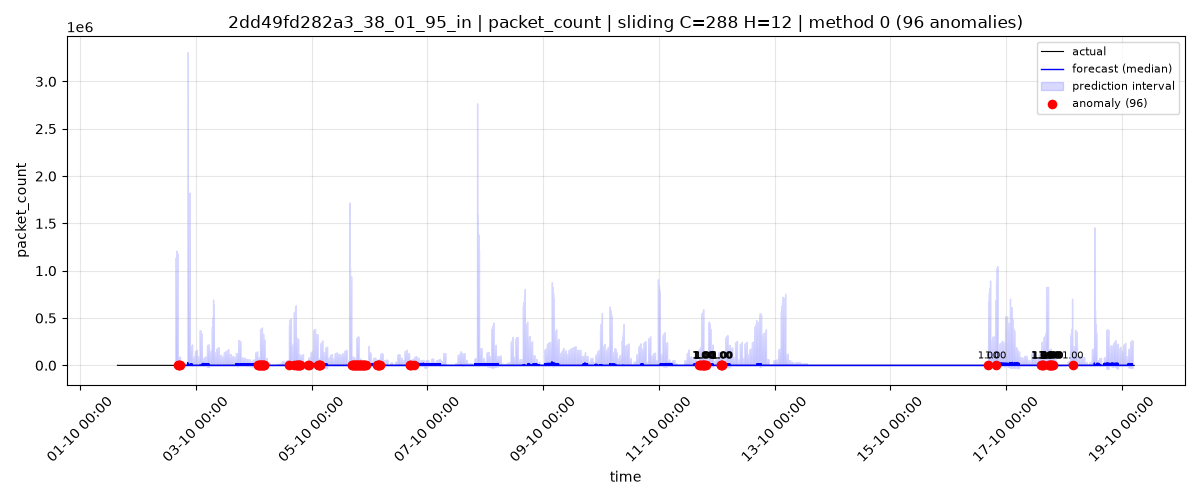 2dd49fd282a3_38_01_95_in | packet_count | sliding C=288 H=12 | method 0 (96 anomalies)
1e6
actual
forecast (median)
prediction interval
anomaly (96)
3.0
2.5
2.0
1.5
1.0
0.5
0.0
packet_count
1.00
01-10 00:00
03-10 00:00
05-10 00:00
07-10 00:00
09-10 00:00
11-10 00:00
13-10 00:00
15-10 00:00
17-10 00:00
19-10 00:00
time